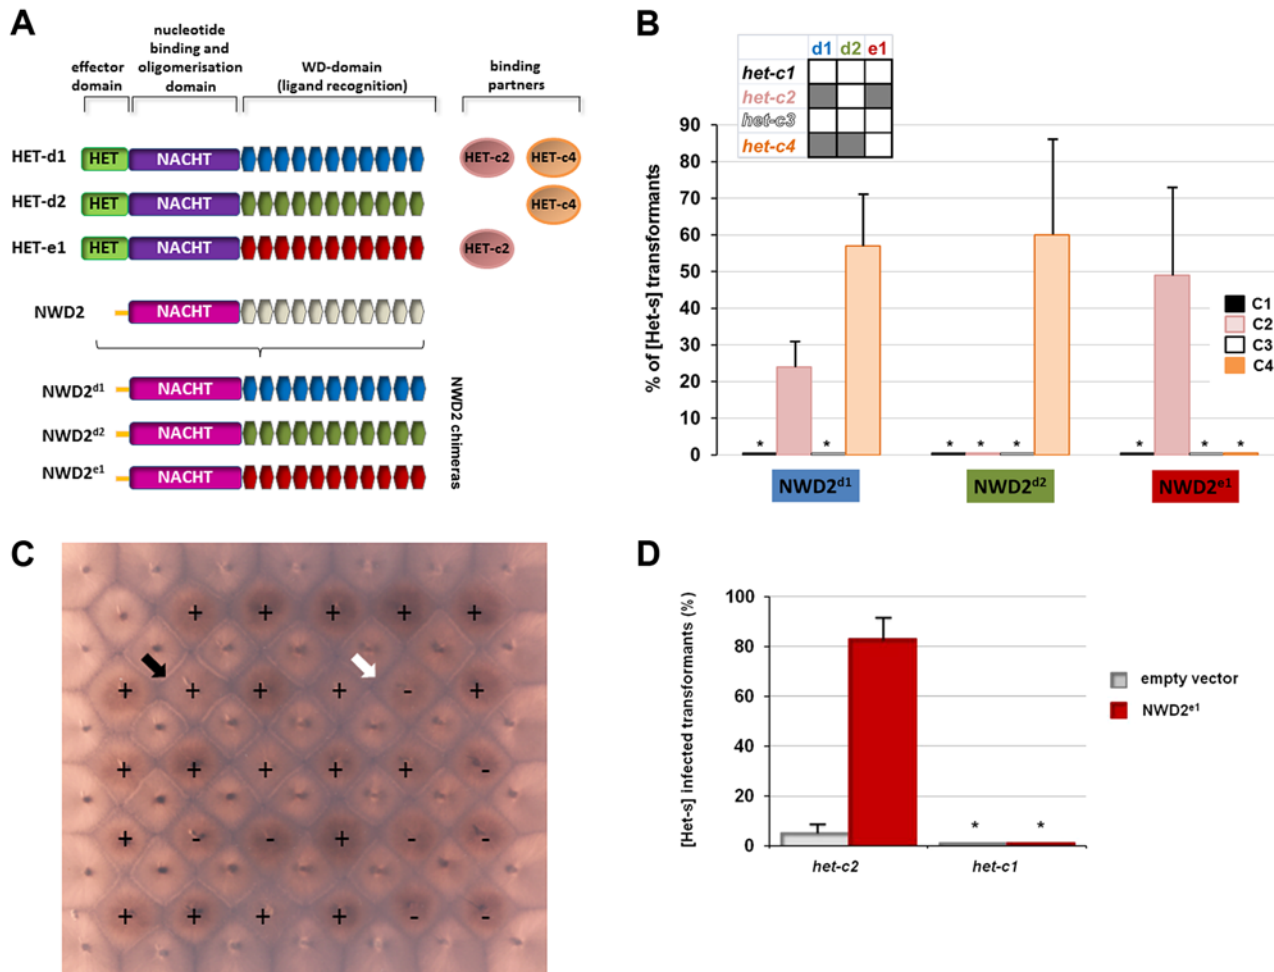 A
nucleotide
binding and
oligomerisation
domain
effector
domain
WD-domain
(ligand recognition)
binding
partners
HET-d1 HET NACHT HET-c2 HET-c4
HET-d2 HET NACHT HET-c4
HET-e1 HET NACHT HET-c2
NWD2 NACHT
NWD2d1 NACHT
NWD2d2 NACHT
NWD2e1 NACHT
NWD2 chimeras
B
d1 d2 e1
het-c1
het-c2
het-c3
het-c4
% of [Het-s] transformants
90
80
70
60
50
40
30
20
10
0
* * * * * * * *
C1
C2
C3
C4
NWD2d1 NWD2d2 NWD2e1
C
+ + + + +
+ + + + - +
+ + + + + -
+ - - + - -
+ + + + - -
D
[Het-s] infected transformants (%)
100
80
60
40
20
0
* *
het-c2 het-c1
empty vector
NWD2e1